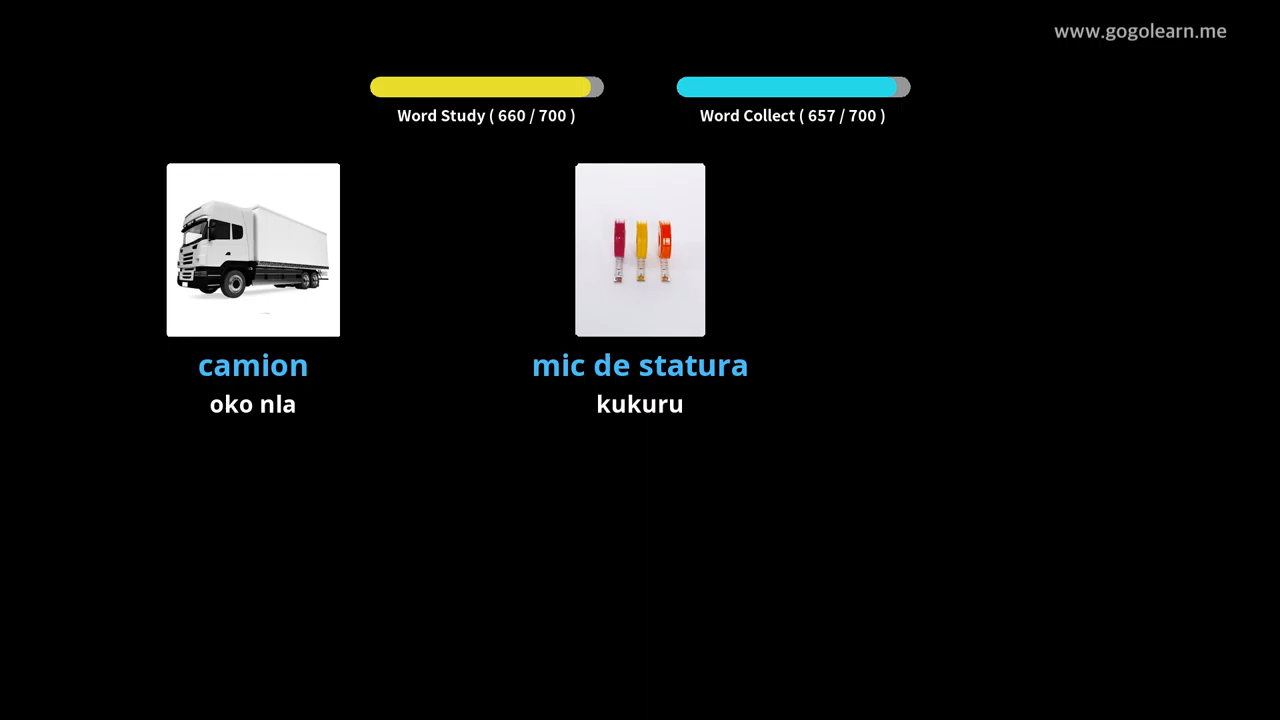 www.gogolearn.me
Word Study ( 660 / 700 )
Word Collect ( 657 / 700 )
camion
oko nla
mic de statura
kukuru